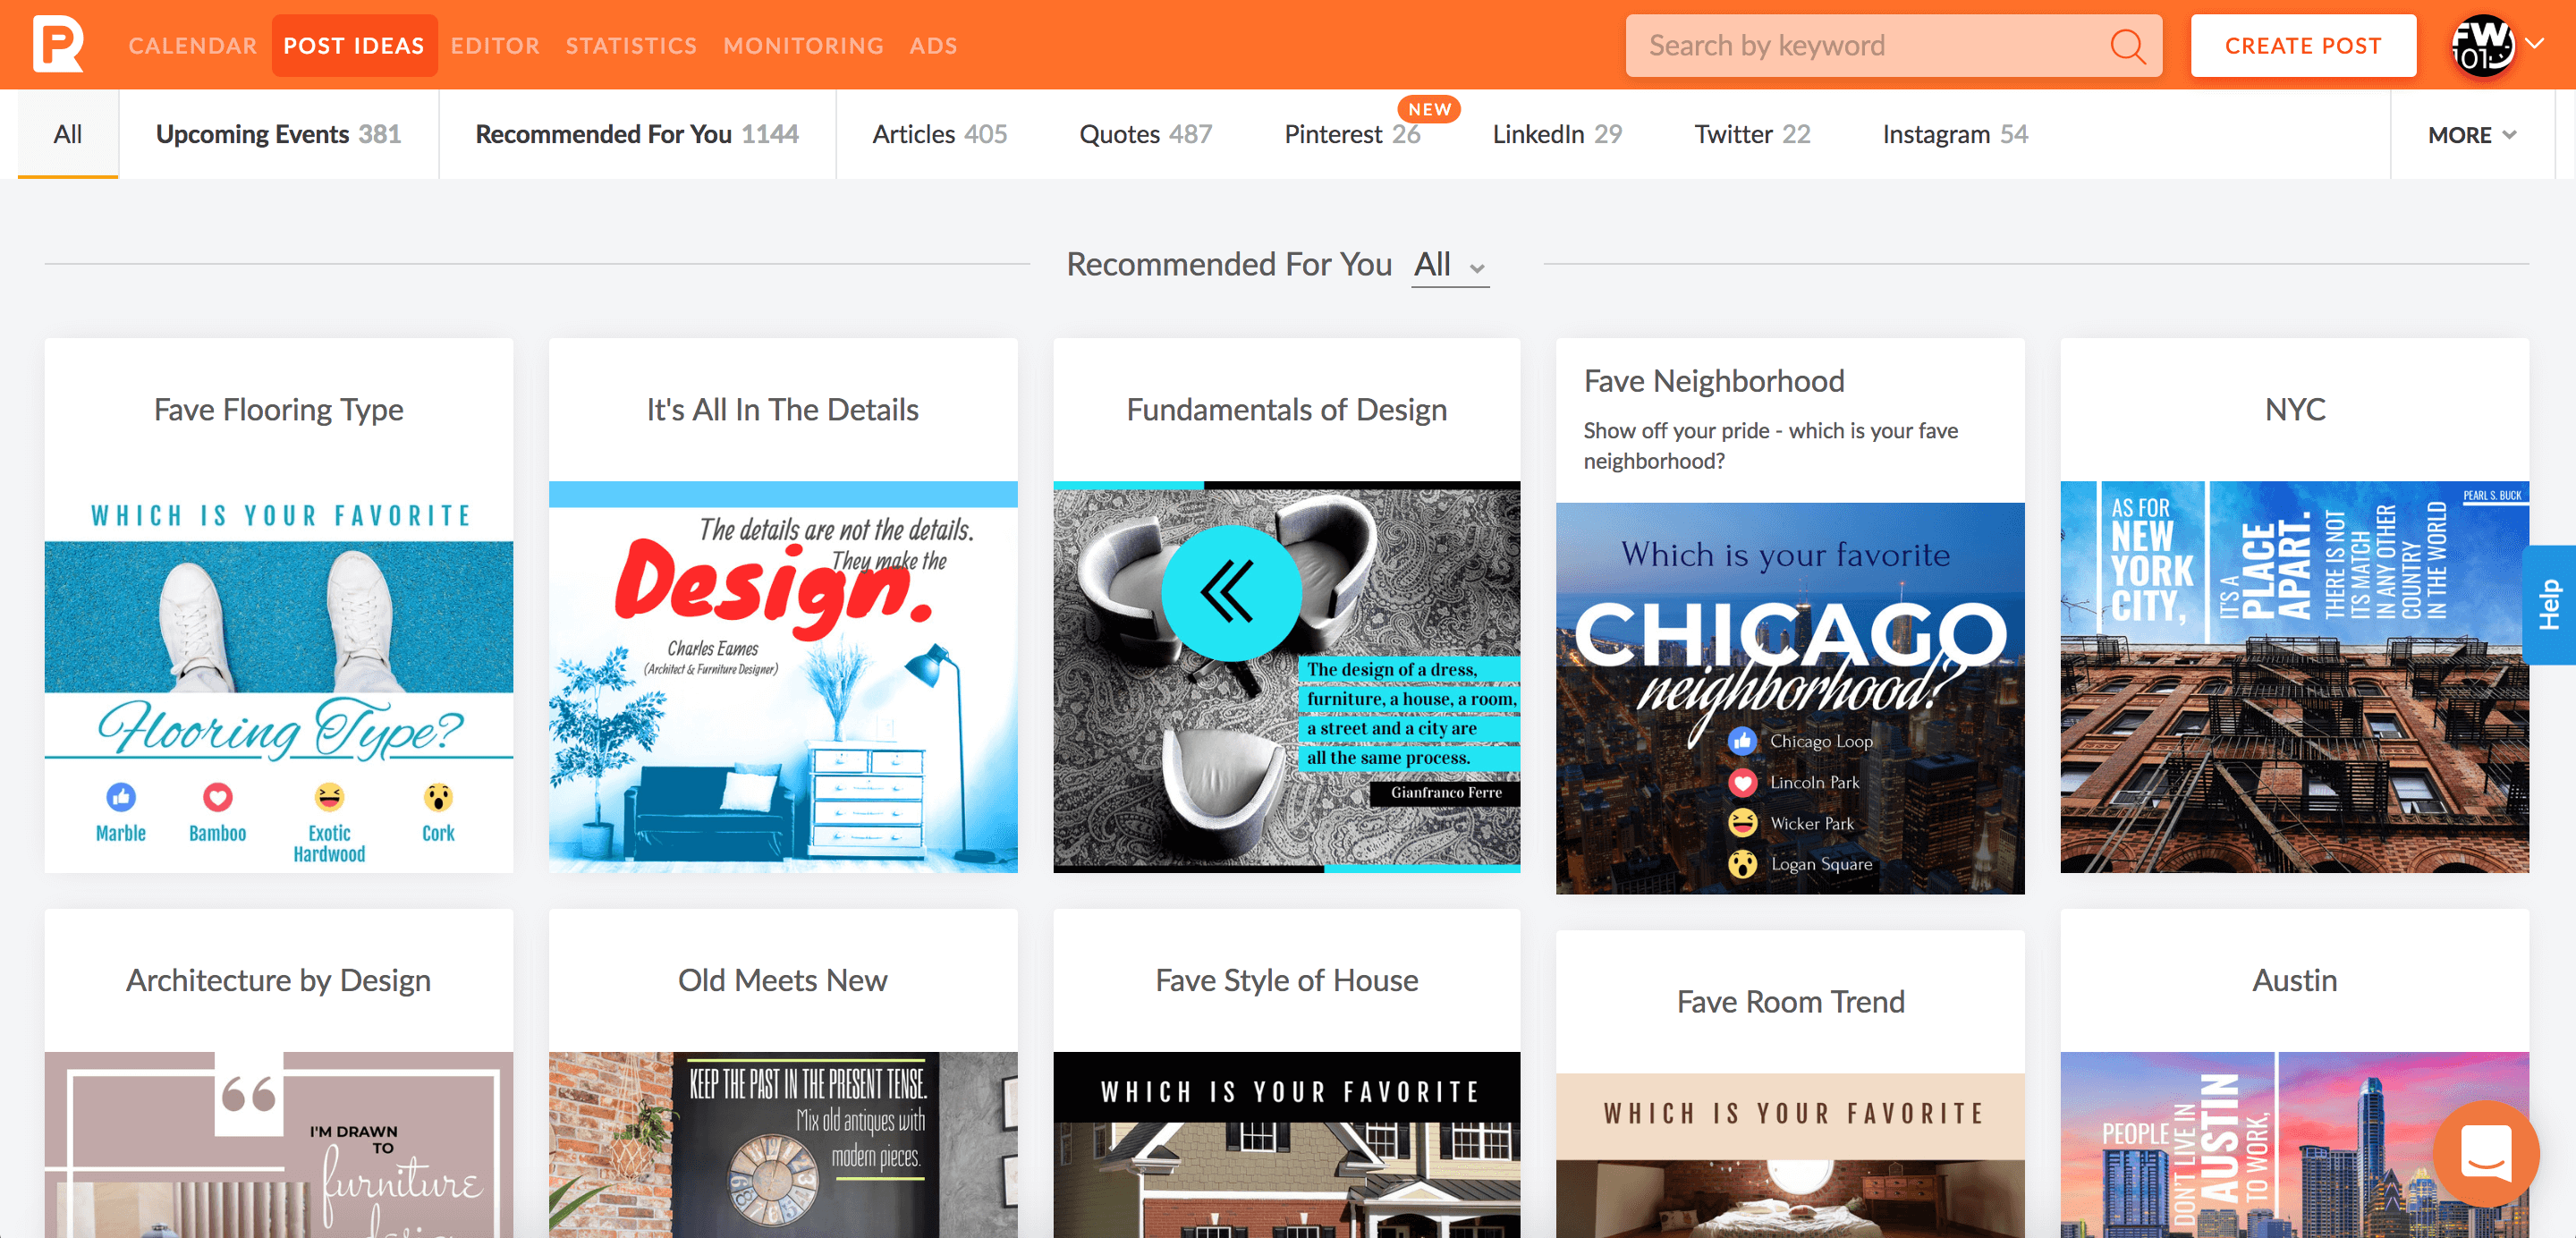 CALENDAR
POST IDEAS
EDITOR
STATISTICS
MONITORING
ADS
Search by keyword
CREATE POST
FW
101
All
Upcoming Events 381
Recommended For You 1144
Articles 405
Quotes 487
Pinterest 26
NEW
LinkedIn 29
Twitter 22
Instagram 54
MORE
Recommended For You All
Fave Flooring Type
WHICH IS YOUR FAVORITE
Flooring Type?
Marble
Bamboo
Exotic
Hardwood
Cork
It's All In The Details
The details are not the details.
They make the
Design.
Charles Eames
(Architect & Furniture Designer)
Fundamentals of Design
The design of a dress,
furniture, a house, a room,
a street and a city are
all the same process.
Gianfranco Ferre
Fave Neighborhood
Show off your pride - which is your fave
neighborhood?
Which is your favorite
CHICAGO
neighborhood?
Chicago Loop
Lincoln Park
Wicker Park
Logan Square
NYC
AS FOR
NEW
YORK
CITY,
IT'S A
PLACE
APART.
THERE IS NOT
ITS MATCH
IN ANY OTHER
COUNTRY
IN THE WORLD
PEARL S. BUCK
Help
Architecture by Design
I'M DRAWN
TO
furniture
design
Old Meets New
KEEP THE PAST IN THE PRESENT TENSE.
Mix old antiques with
modern pieces.
Fave Style of House
WHICH IS YOUR FAVORITE
Fave Room Trend
WHICH IS YOUR FAVORITE
Austin
PEOPLE
DON'T LIVE IN
AUSTIN
TO WORK,